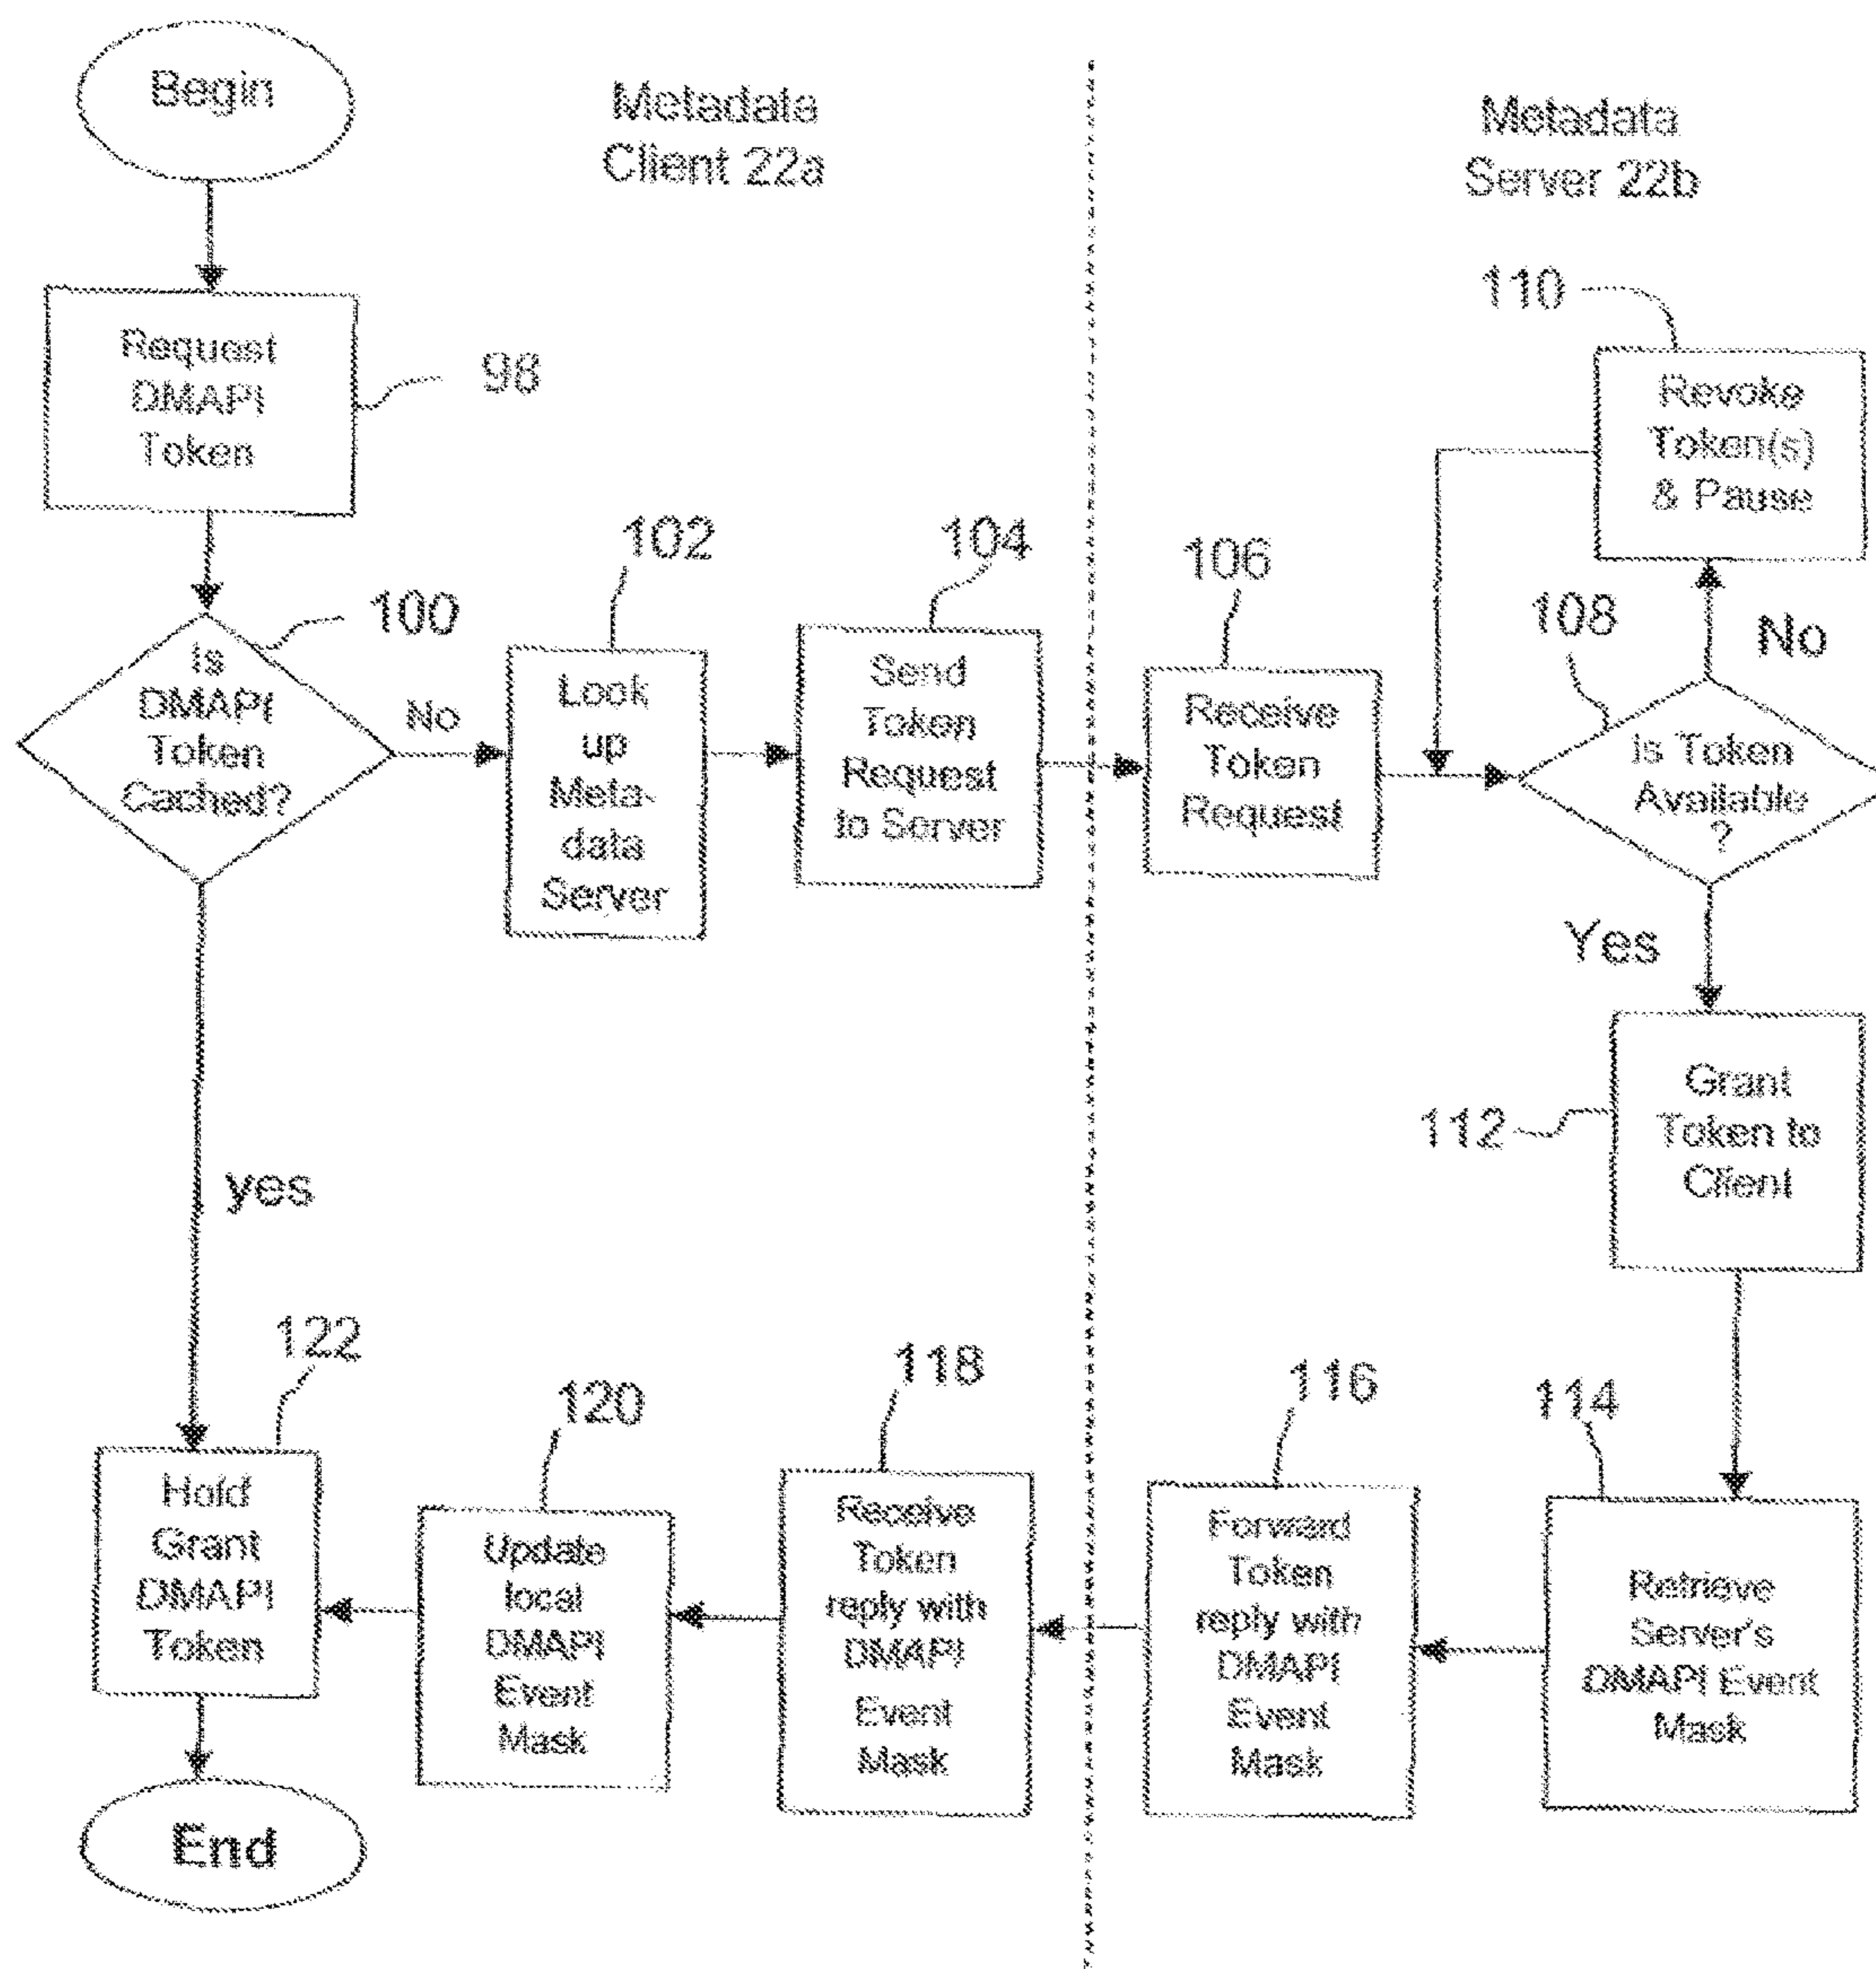 Begin
Metadata
Client 22a
Metadata
Server 22b
Request
DMAPI
Token
98
110
Revoke
Token(s)
& Pause
100
Is
DMAPI
Token
Cached?
No
102
Look
up
Meta-
data
Server
104
Send
Token
Request
to Server
106
Receive
Token
Request
108
Is Token
Available
?
No
Yes
yes
112
Grant
Token to
Client
122
Hold
Grant
DMAPI
Token
120
Update
local
DMAPI
Event
Mask
118
Receive
Token
reply with
DMAPI
Event
Mask
116
Forward
Token
reply with
DMAPI
Event
Mask
114
Retrieve
Server's
DMAPI Event
Mask
End